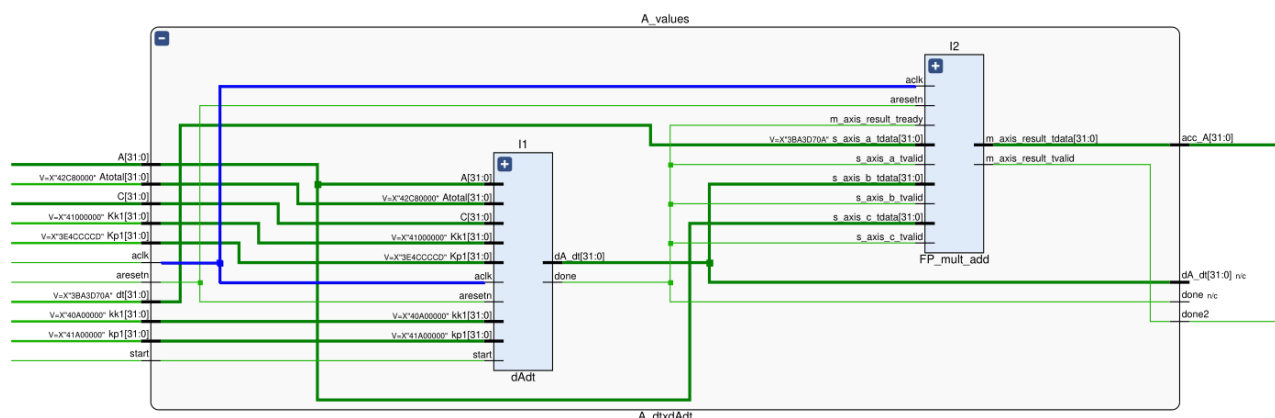 A_values
I2
aclk
aresetn
m_axis_result_tready
V=X"3BA3D70A" s_axis_a_tdata[31:0]
m_axis_result_tdata[31:0]
acc_A[31:0]
s_axis_a_tvalid
m_axis_result_tvalid
s_axis_b_tdata[31:0]
s_axis_b_tvalid
s_axis_c_tdata[31:0]
s_axis_c_tvalid
FP_mult_add
I1
A[31:0]
V=X"42C80000" Atotal[31:0]
C[31:0]
V=X"41000000" Kk1[31:0]
V=X"3E4CCCCD" Kp1[31:0]
aclk
aresetn
V=X"3BA3D70A" dt[31:0]
V=X"40A00000" kk1[31:0]
V=X"41A00000" kp1[31:0]
start
A[31:0]
V=X"42C80000" Atotal[31:0]
C[31:0]
V=X"41000000" Kk1[31:0]
V=X"3E4CCCCD" Kp1[31:0]
aclk
aresetn
V=X"40A00000" kk1[31:0]
V=X"41A00000" kp1[31:0]
start
dA_dt[31:0]
done
dAdt
dA_dt[31:0] n/c
done n/c
done2
A_dtxdAdt